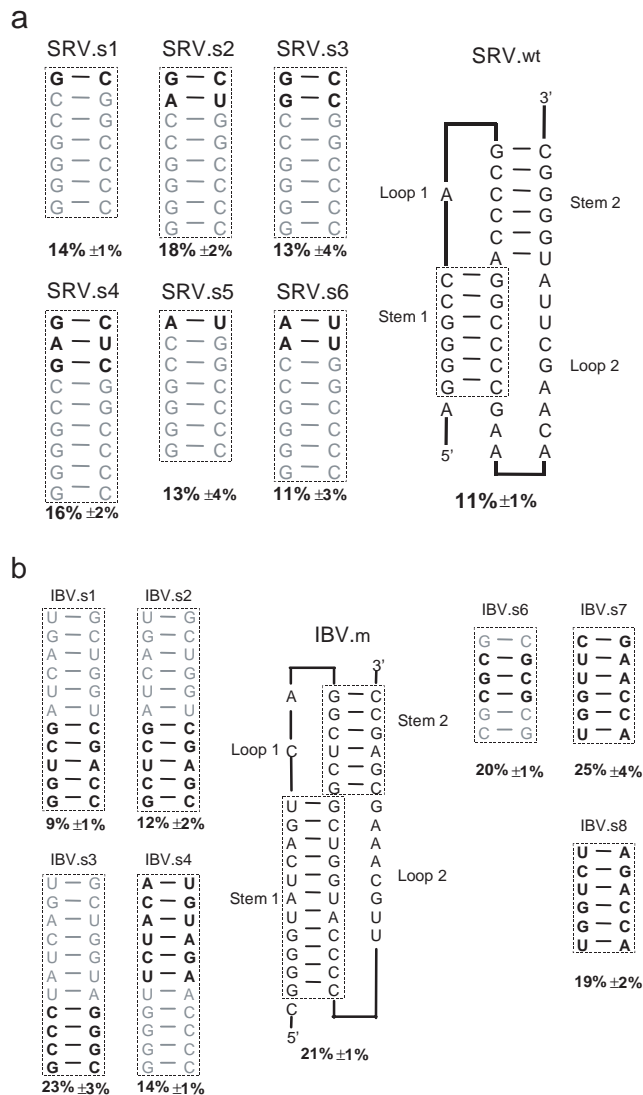 a
SRV.s1
G – C
C – G
C – G
G – C
G – C
G – C
G – C
14% ±1%
SRV.s2
G – C
A – U
C – G
C – G
G – C
G – C
G – C
G – C
18% ±2%
SRV.s3
G – C
G – C
C – G
C – G
G – C
G – C
G – C
G – C
13% ±4%
SRV.s4
G – C
A – U
G – C
C – G
C – G
G – C
G – C
G – C
G – C
16% ±2%
SRV.s5
A – U
C – G
C – G
G – C
G – C
G – C
G – C
13% ±4%
SRV.s6
A – U
A – U
C – G
C – G
G – C
G – C
G – C
G – C
11% ±3%
SRV.wt
3'
Loop 1
A
Stem 1
C C G G G G A
5'
G C C C C A G G C C C C G A A
C G G G G U A U U C G A A C A
Stem 2
Loop 2
11% ±1%
b
IBV.s1
U – G
G – C
A – U
C – G
U – G
A – U
G – C
C – G
U – A
G – C
G – C
9% ±1%
IBV.s2
U – G
G – C
A – U
C – G
U – G
A – U
G – C
C – G
U – A
C – G
G – C
12% ±2%
IBV.s3
U – G
G – C
A – U
C – G
U – G
A – U
U – A
C – G
C – G
C – G
G – C
23% ±3%
IBV.s4
A – U
C – G
A – U
U – A
C – G
U – A
U – A
G – C
G – C
G – C
G – C
14% ±1%
IBV.m
3'
Loop 1
A
C
Stem 1
U G A C U A U G G G G C
5'
G G C U C G G C U G G U A C C C C
C C G A G C G A A A C G U U
Stem 2
Loop 2
21% ±1%
IBV.s6
G – C
C – G
G – C
C – G
G – C
C – G
20% ±1%
IBV.s7
C – G
U – A
U – A
G – C
G – C
U – A
25% ±4%
IBV.s8
U – A
C – G
U – A
G – C
G – C
U – A
19% ±2%